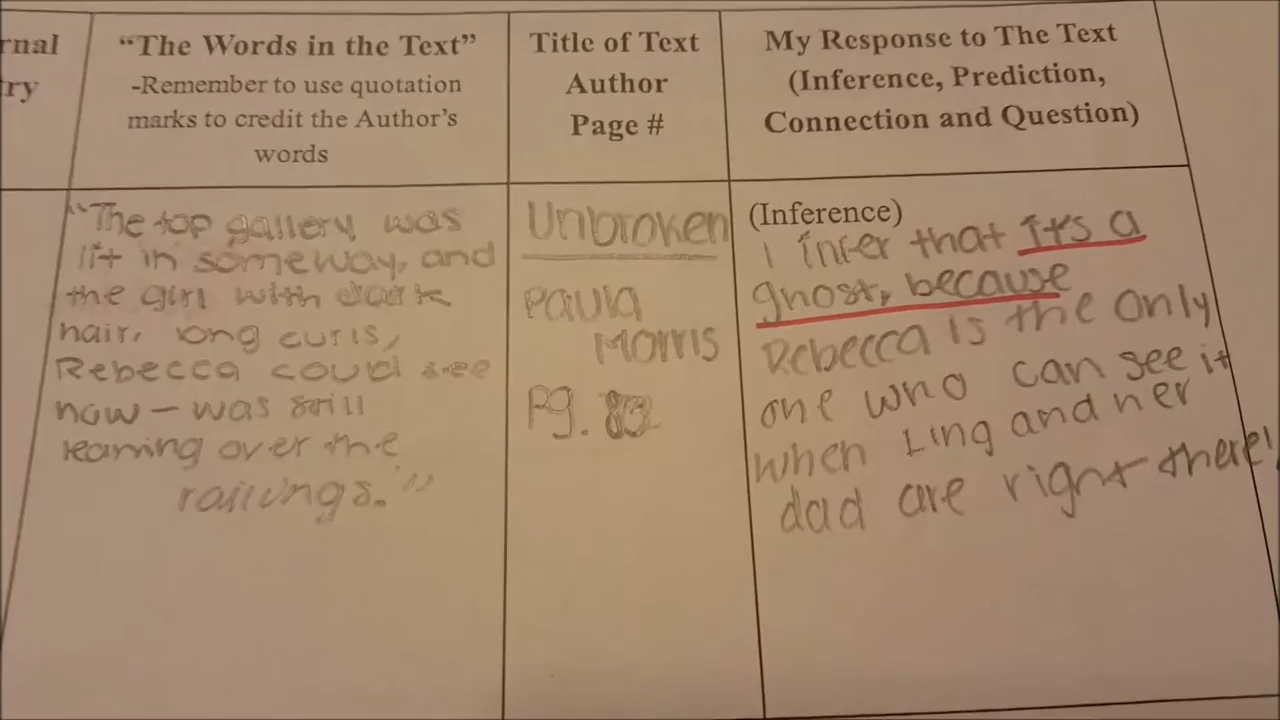 rnal
ry
“The Words in the Text”
-Remember to use quotation
marks to credit the Author's
words
Title of Text
Author
Page #
My Response to The Text
(Inference, Prediction,
Connection and Question)
"The top gallery was
lit in someway, and
the girl with dark
hair, long curls,
Rebecca could see
now - was still
leaning over the
railings."
Unbroken
Paula
Morris
Pg.
(Inference)
I infer that it's a
ghost, because
Rebecca is the only
one who can see it
when Ling and her
dad are right there!